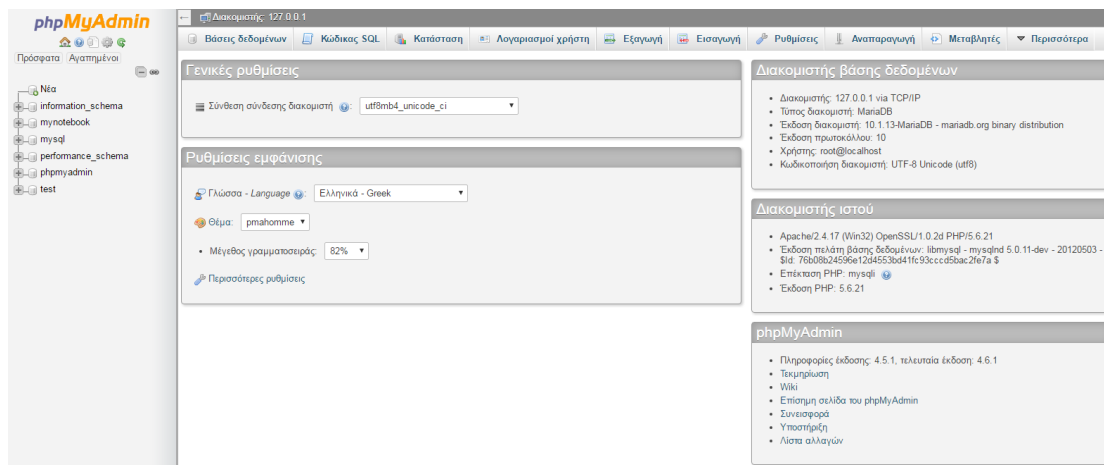 phpMyAdmin
Πρόσφατα Αγαπημένοι
Νέα
information_schema
mynotebook
mysql
performance_schema
phpmyadmin
test
Διακομιστής: 127.0.0.1
Βάσεις δεδομένων Κώδικας SQL Κατάσταση Λογαριασμοί χρήστη Εξαγωγή Εισαγωγή Ρυθμίσεις Αναπαραγωγή Μεταβλητές Περισσότερα
Γενικές ρυθμίσεις
Σύνθεση σύνδεσης διακομιστή : utf8mb4_unicode_ci
Ρυθμίσεις εμφάνισης
Γλώσσα - Language : Ελληνικά - Greek
Θέμα: pmahomme
• Μέγεθος γραμματοσειράς: 82%
Περισσότερες ρυθμίσεις
Διακομιστής βάσης δεδομένων
• Διακομιστής: 127.0.0.1 via TCP/IP
• Τύπος διακομιστή: MariaDB
• Έκδοση διακομιστή: 10.1.13-MariaDB - mariadb.org binary distribution
• Έκδοση πρωτοκόλλου: 10
• Χρήστης: root@localhost
• Κωδικοποίηση διακομιστή: UTF-8 Unicode (utf8)
Διακομιστής ιστού
• Apache/2.4.17 (Win32) OpenSSL/1.0.2d PHP/5.6.21
• Έκδοση πελάτη βάσης δεδομένων: libmysql - mysqlnd 5.0.11-dev - 20120503 -
$Id: 76b08b24596e12d4553bd41fc93cccd5bac2fe7a $
• Επέκταση PHP: mysqli
• Έκδοση PHP: 5.6.21
phpMyAdmin
• Πληροφορίες έκδοσης: 4.5.1, τελευταία έκδοση: 4.6.1
• Τεκμηρίωση
• Wiki
• Επίσημη σελίδα του phpMyAdmin
• Συνεισφορά
• Υποστήριξη
• Λίστα αλλαγών